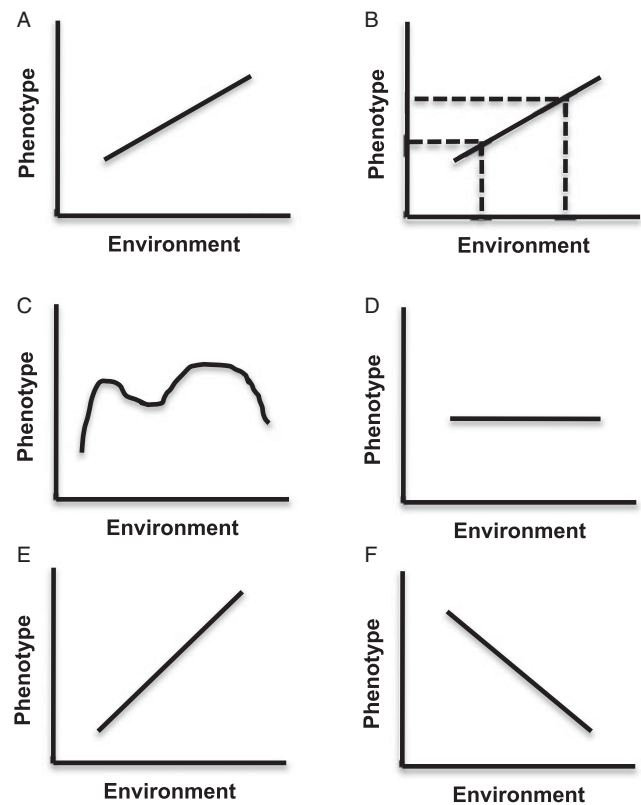 A
Phenotype
Environment
B
Phenotype
Environment
C
Phenotype
Environment
D
Phenotype
Environment
E
Phenotype
Environment
F
Phenotype
Environment